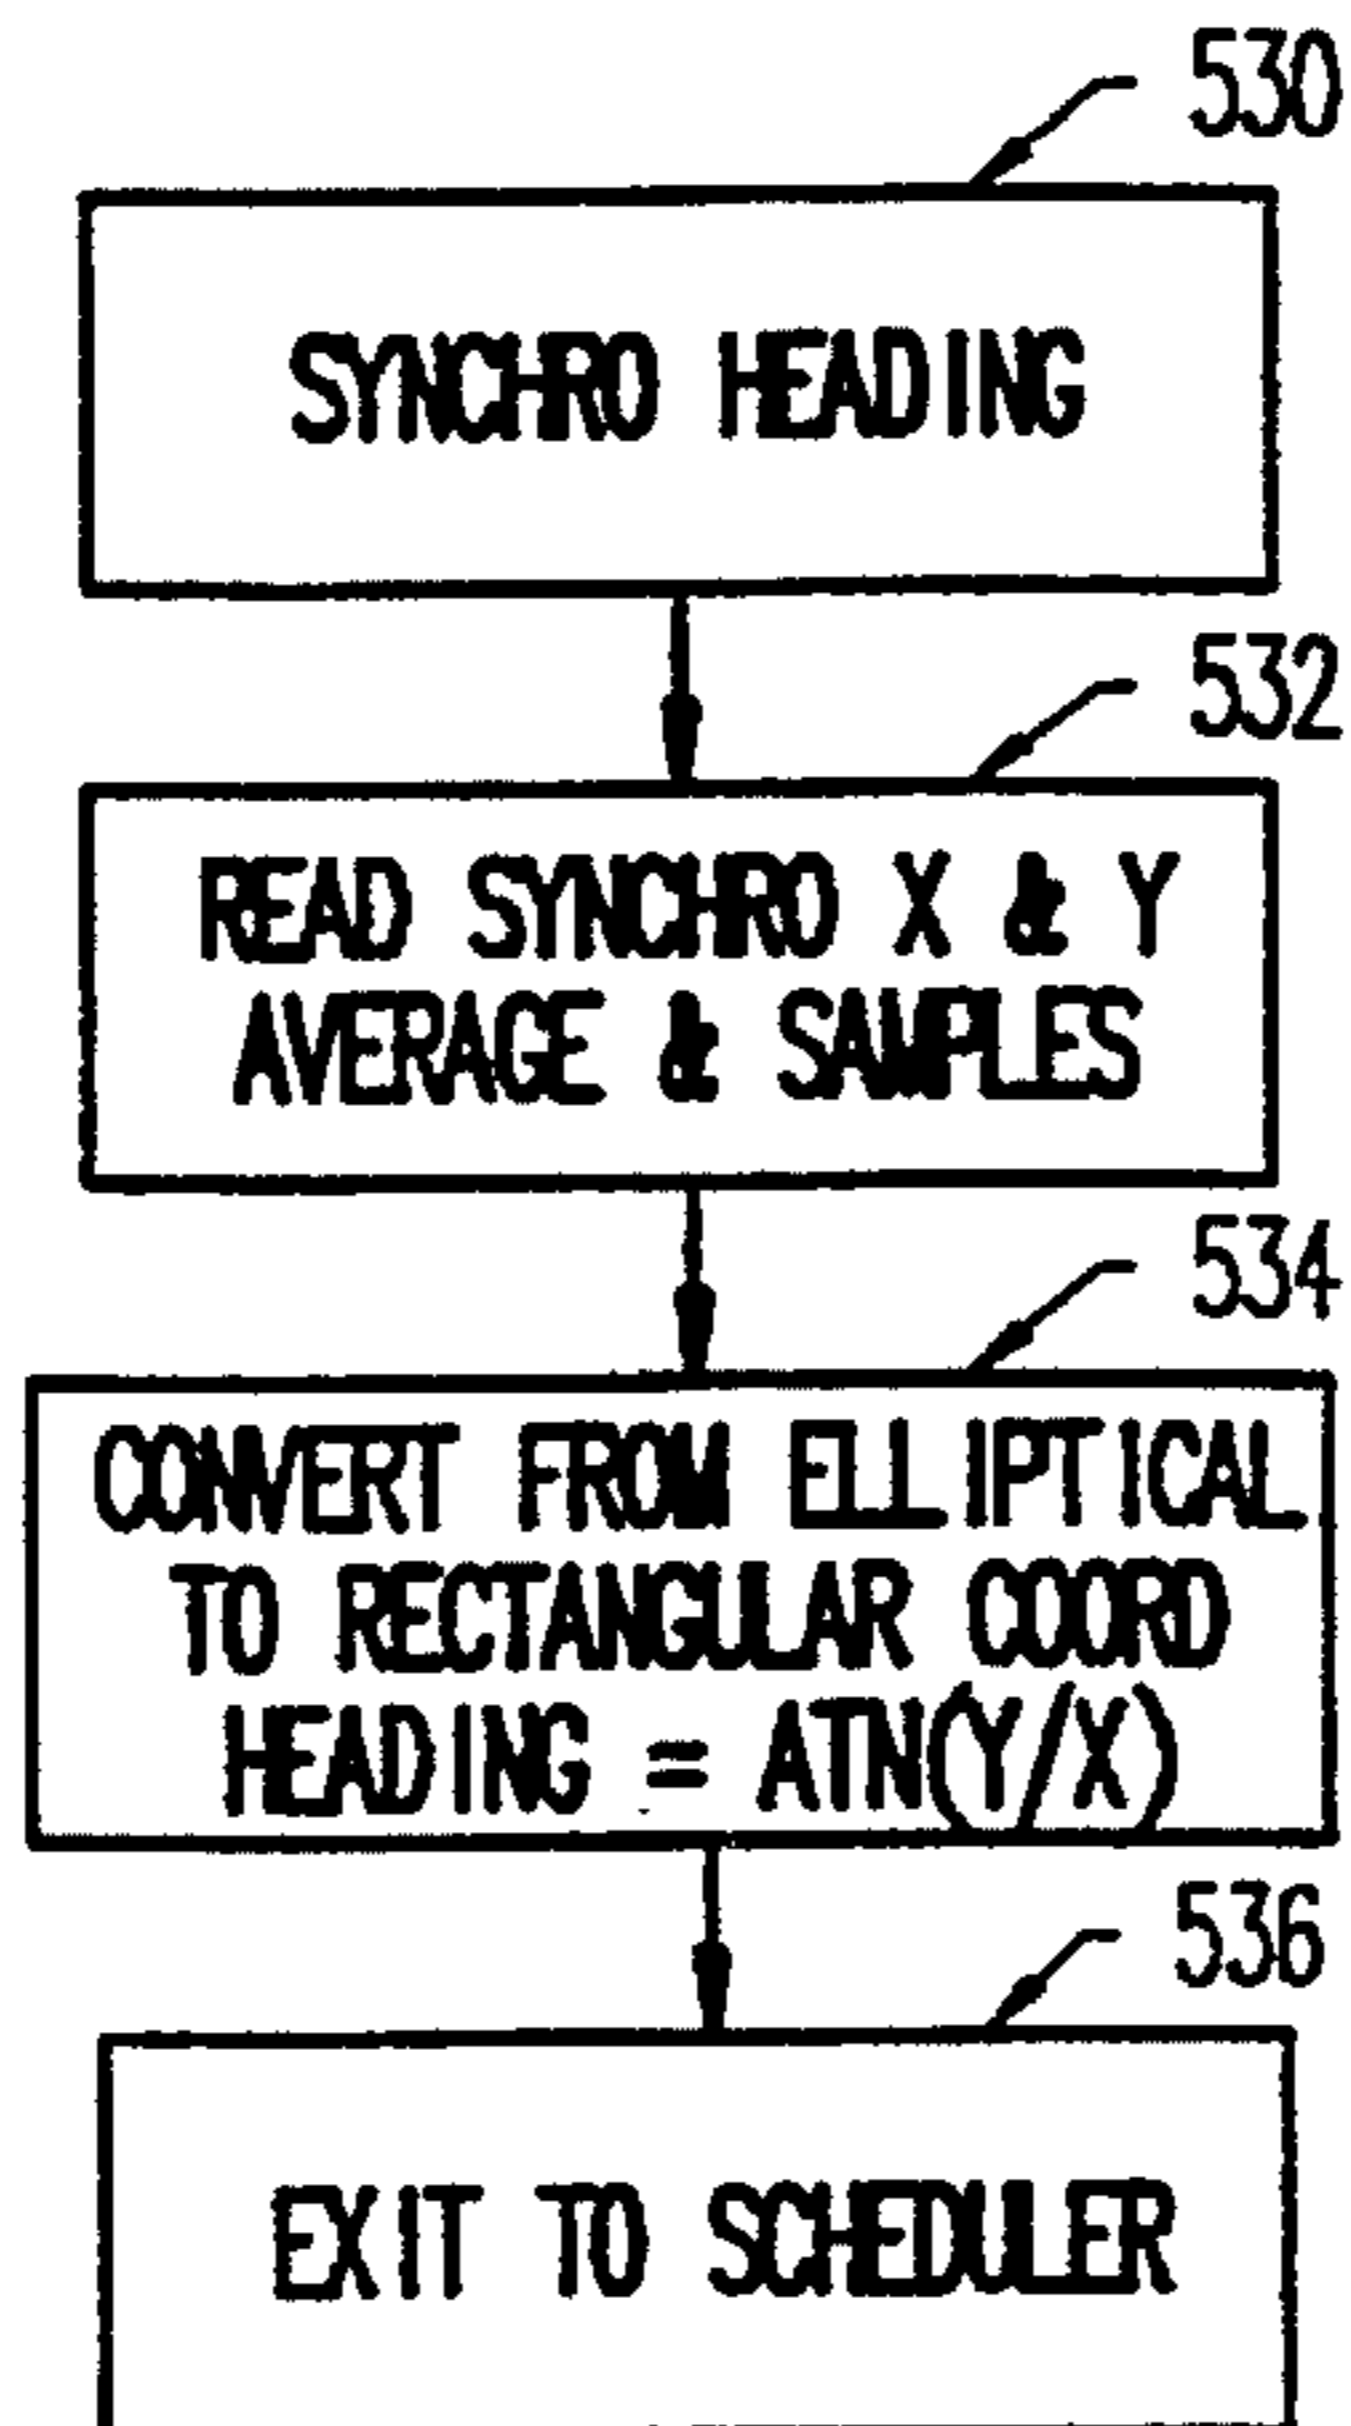 530
SYNCHRO HEADING
532
READ SYNCHRO X & Y
AVERAGE & SAMPLES
534
CONVERT FROM ELLIPTICAL
TO RECTANGULAR COORD
HEADING = ATN(Y/X)
536
EXIT TO SCHEDULER